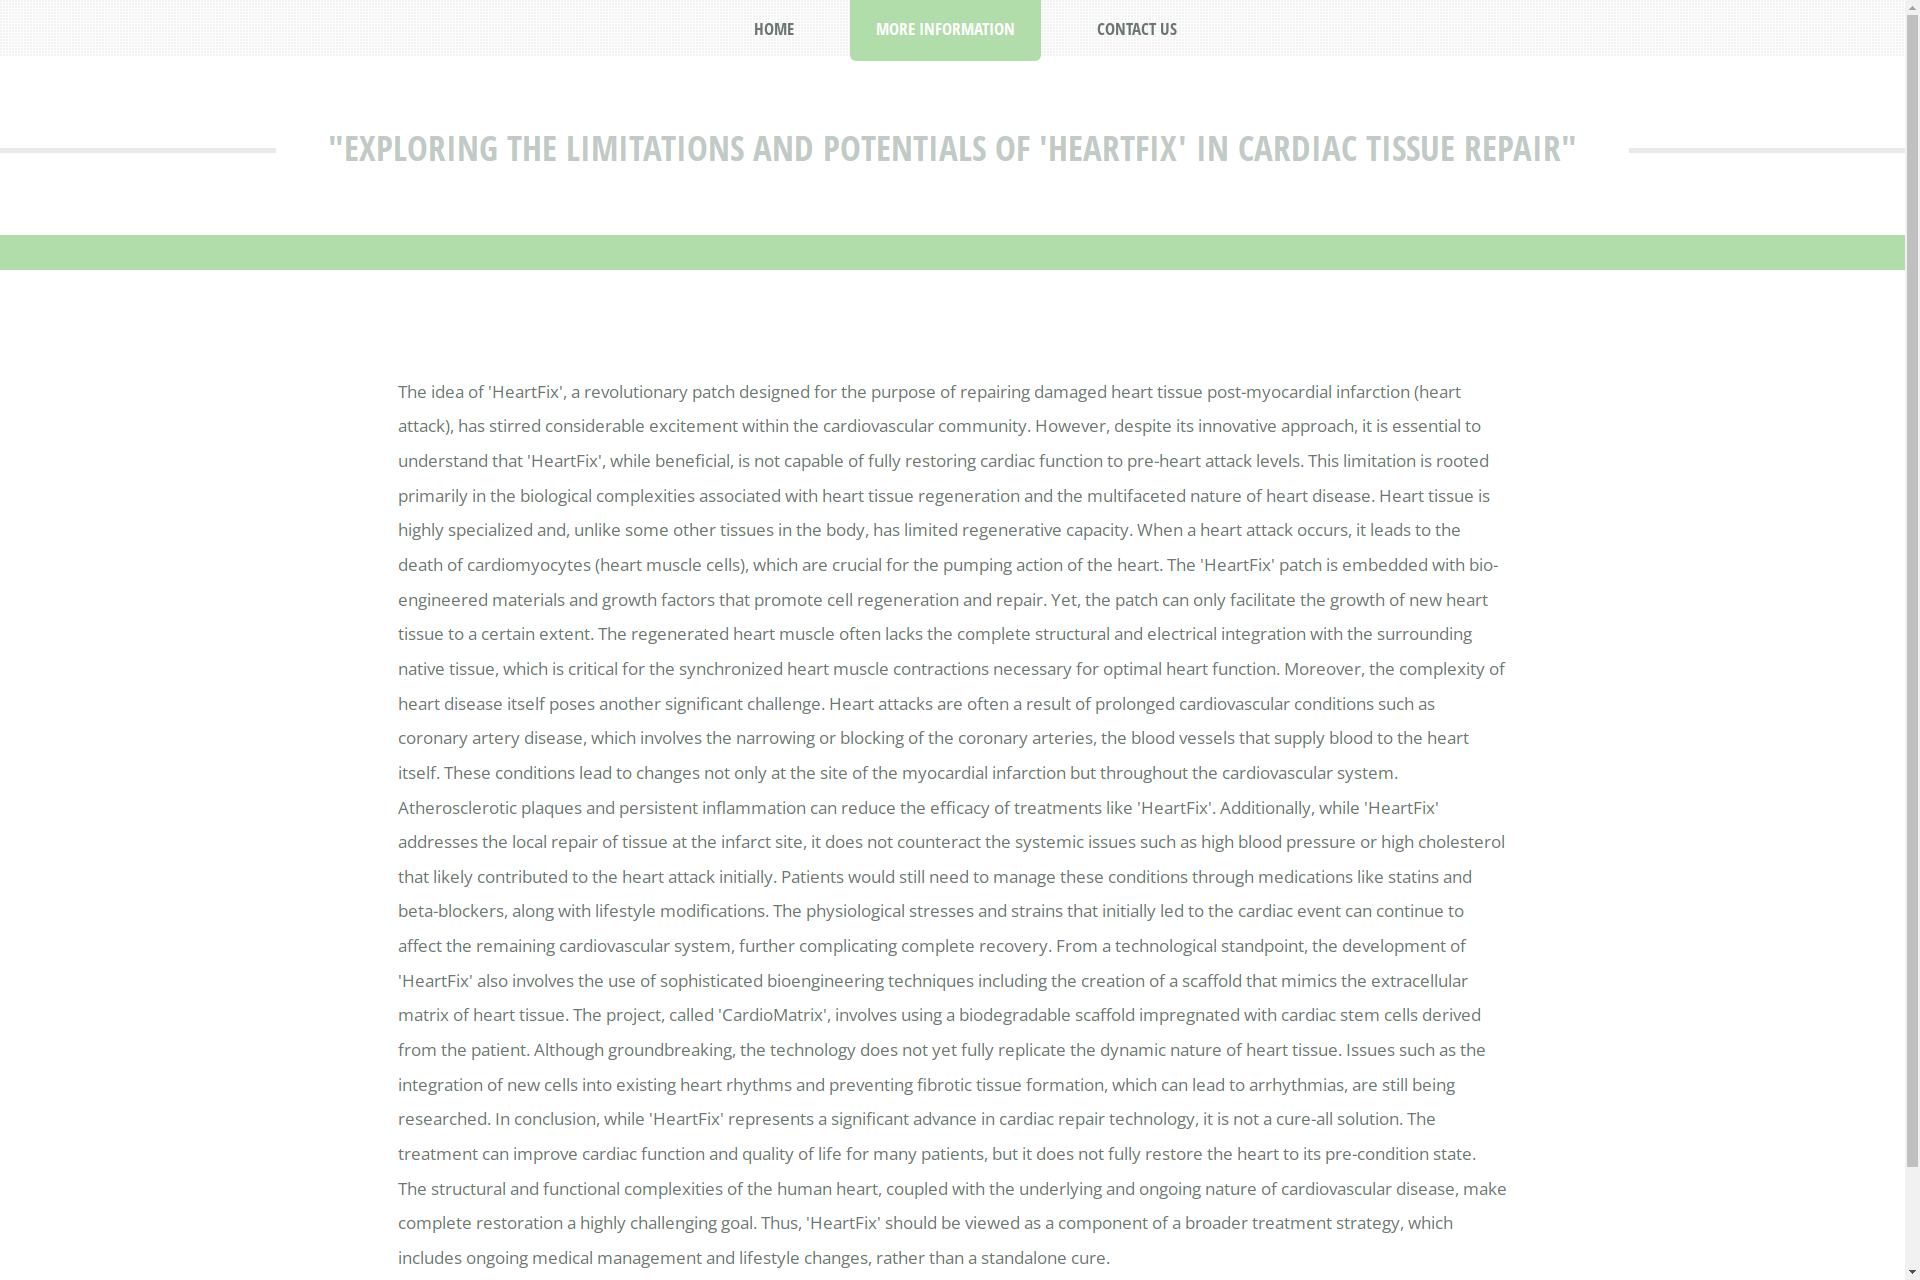 HOME
MORE INFORMATION
CONTACT US
"EXPLORING THE LIMITATIONS AND POTENTIALS OF 'HEARTFIX' IN CARDIAC TISSUE REPAIR"
The idea of 'HeartFix', a revolutionary patch designed for the purpose of repairing damaged heart tissue post-myocardial infarction (heart
attack), has stirred considerable excitement within the cardiovascular community. However, despite its innovative approach, it is essential to
understand that 'HeartFix', while beneficial, is not capable of fully restoring cardiac function to pre-heart attack levels. This limitation is rooted
primarily in the biological complexities associated with heart tissue regeneration and the multifaceted nature of heart disease. Heart tissue is
highly specialized and, unlike some other tissues in the body, has limited regenerative capacity. When a heart attack occurs, it leads to the
death of cardiomyocytes (heart muscle cells), which are crucial for the pumping action of the heart. The 'HeartFix' patch is embedded with bio-
engineered materials and growth factors that promote cell regeneration and repair. Yet, the patch can only facilitate the growth of new heart
tissue to a certain extent. The regenerated heart muscle often lacks the complete structural and electrical integration with the surrounding
native tissue, which is critical for the synchronized heart muscle contractions necessary for optimal heart function. Moreover, the complexity of
heart disease itself poses another significant challenge. Heart attacks are often a result of prolonged cardiovascular conditions such as
coronary artery disease, which involves the narrowing or blocking of the coronary arteries, the blood vessels that supply blood to the heart
itself. These conditions lead to changes not only at the site of the myocardial infarction but throughout the cardiovascular system.
Atherosclerotic plaques and persistent inflammation can reduce the efficacy of treatments like 'HeartFix'. Additionally, while 'HeartFix'
addresses the local repair of tissue at the infarct site, it does not counteract the systemic issues such as high blood pressure or high cholesterol
that likely contributed to the heart attack initially. Patients would still need to manage these conditions through medications like statins and
beta-blockers, along with lifestyle modifications. The physiological stresses and strains that initially led to the cardiac event can continue to
affect the remaining cardiovascular system, further complicating complete recovery. From a technological standpoint, the development of
'HeartFix' also involves the use of sophisticated bioengineering techniques including the creation of a scaffold that mimics the extracellular
matrix of heart tissue. The project, called 'CardioMatrix', involves using a biodegradable scaffold impregnated with cardiac stem cells derived
from the patient. Although groundbreaking, the technology does not yet fully replicate the dynamic nature of heart tissue. Issues such as the
integration of new cells into existing heart rhythms and preventing fibrotic tissue formation, which can lead to arrhythmias, are still being
researched. In conclusion, while 'HeartFix' represents a significant advance in cardiac repair technology, it is not a cure-all solution. The
treatment can improve cardiac function and quality of life for many patients, but it does not fully restore the heart to its pre-condition state.
The structural and functional complexities of the human heart, coupled with the underlying and ongoing nature of cardiovascular disease, make
complete restoration a highly challenging goal. Thus, 'HeartFix' should be viewed as a component of a broader treatment strategy, which
includes ongoing medical management and lifestyle changes, rather than a standalone cure.